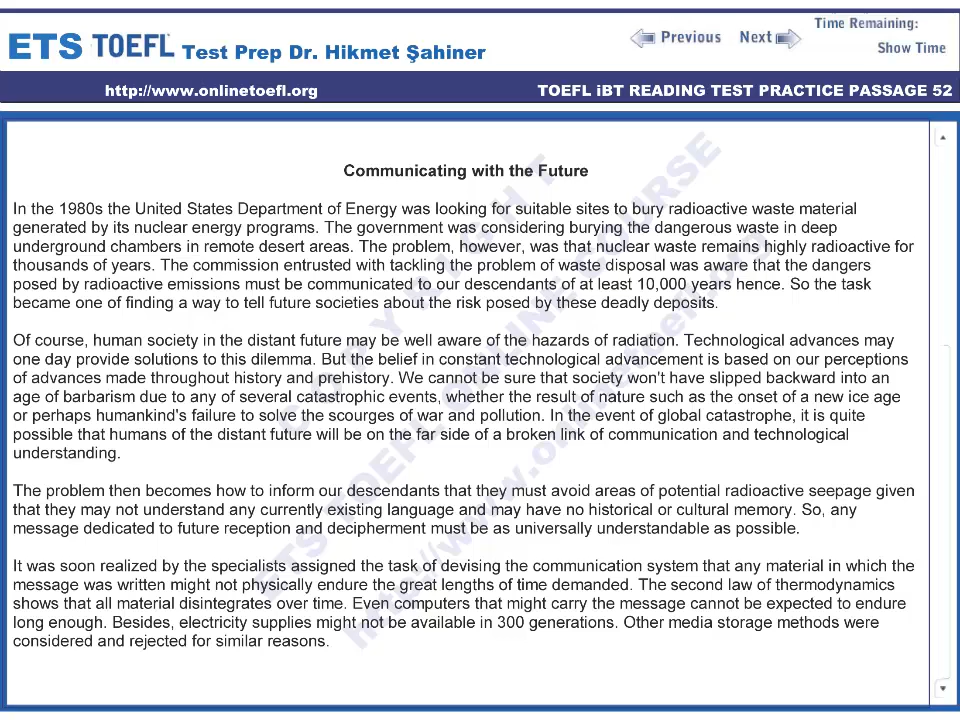 ETS TOEFL Test Prep Dr. Hikmet Şahiner
Previous Next
Time Remaining:
Show Time
http://www.onlinetoefl.org
TOEFL iBT READING TEST PRACTICE PASSAGE 52
Communicating with the Future
In the 1980s the United States Department of Energy was looking for suitable sites to bury radioactive waste material
generated by its nuclear energy programs. The government was considering burying the dangerous waste in deep
underground chambers in remote desert areas. The problem, however, was that nuclear waste remains highly radioactive for
thousands of years. The commission entrusted with tackling the problem of waste disposal was aware that the dangers
posed by radioactive emissions must be communicated to our descendants of at least 10,000 years hence. So the task
became one of finding a way to tell future societies about the risk posed by these deadly deposits.
Of course, human society in the distant future may be well aware of the hazards of radiation. Technological advances may
one day provide solutions to this dilemma. But the belief in constant technological advancement is based on our perceptions
of advances made throughout history and prehistory. We cannot be sure that society won't have slipped backward into an
age of barbarism due to any of several catastrophic events, whether the result of nature such as the onset of a new ice age
or perhaps humankind's failure to solve the scourges of war and pollution. In the event of global catastrophe, it is quite
possible that humans of the distant future will be on the far side of a broken link of communication and technological
understanding.
The problem then becomes how to inform our descendants that they must avoid areas of potential radioactive seepage given
that they may not understand any currently existing language and may have no historical or cultural memory. So, any
message dedicated to future reception and decipherment must be as universally understandable as possible.
It was soon realized by the specialists assigned the task of devising the communication system that any material in which the
message was written might not physically endure the great lengths of time demanded. The second law of thermodynamics
shows that all material disintegrates over time. Even computers that might carry the message cannot be expected to endure
long enough. Besides, electricity supplies might not be available in 300 generations. Other media storage methods were
considered and rejected for similar reasons.
COPYRIGHT
ETS TOEFL ONLINE COURSE
http://www.onlinetoefl.org